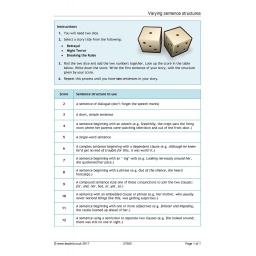 Varying sentence structures
Instructions
1. You will need two dice.
2. Select a story title from the following:
• Betrayal
• Night Terror
• Breaking the Rules
3. Roll the two dice and add the two numbers together. Look up the score in the table
below. Write down the score. Write the first sentence of your story, with the structure
given by your score.
4. Repeat this process until you have ten sentences in your story.
Score Sentence structure to use
2 A sentence of dialogue (don't forget the speech marks)
3 A short, simple sentence
4 A sentence beginning with an adverb (e.g. Stealthily, she crept past the living
room where her parents were watching television and out of the front door.)
5 A single-word sentence
6 A complex sentence beginning with a dependent clause (e.g. Although he knew
he'd get so much trouble for this, it was worth it.)
7 A sentence beginning with an '-ing' verb (e.g. Looking nervously around her,
she quickened her pace.)
8 A sentence beginning with a phrase (e.g. Out of the silence, she heard
footsteps.)
9 A compound sentence (use one of these conjunctions to join the two clauses:
for, and, nor, but, or, yet, so)
10 A sentence with an embedded clause or phrase (e.g. Her mother, who usually
never noticed things like this, was getting suspicious.)
11 A sentence beginning with one or more adjectives (e.g.
the castle loomed up ahead of her.)
12 A sentence using a semicolon to separate two clauses (e.g. She looked around;
there was still no one in sight.)
© www.teachit.co.uk 2017 Page 1 of 1